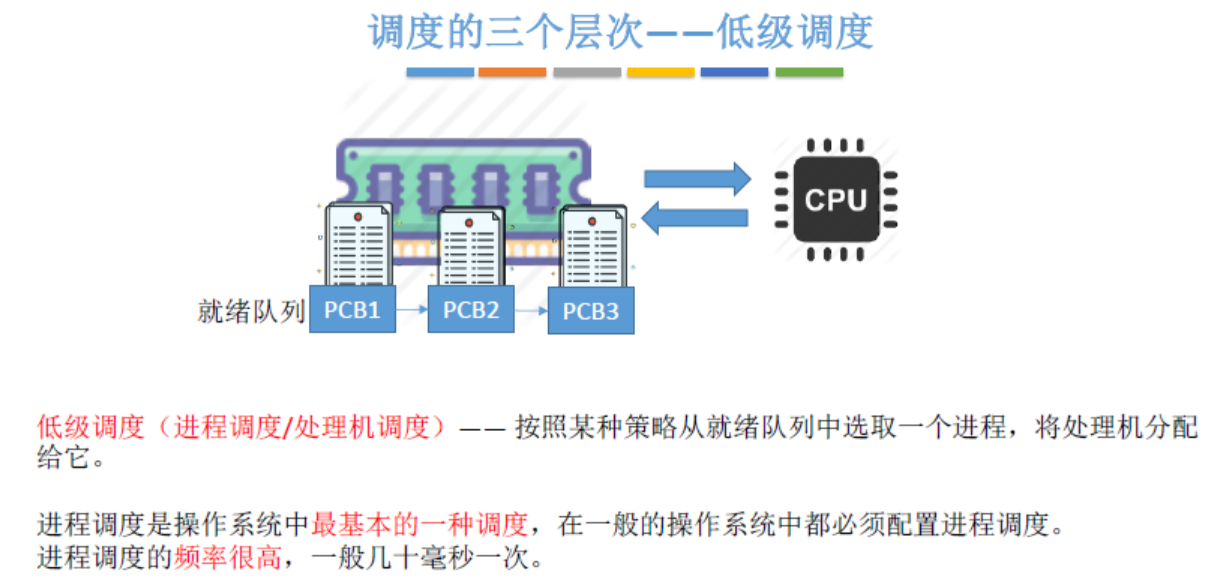 调度的三个层次——低级调度
CPU
就绪队列 PCB1 PCB2 PCB3
低级调度（进程调度/处理机调度）—— 按照某种策略从就绪队列中选取一个进程，将处理机分配
给它。
进程调度是操作系统中最基本的一种调度，在一般的操作系统中都必须配置进程调度。
进程调度的频率很高，一般几十毫秒一次。